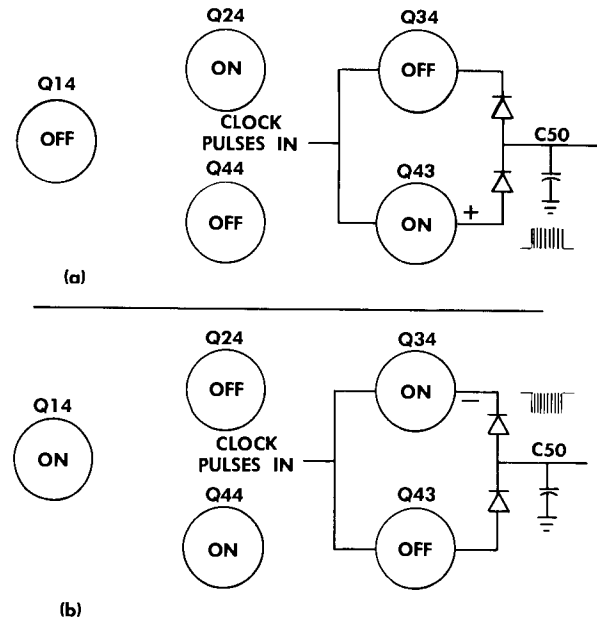 Q24
Q34
ON
OFF
Q14
OFF
CLOCK
PULSES IN
C50
Q44
Q43
OFF
ON
+
(a)
Q24
Q34
OFF
ON
−
Q14
ON
CLOCK
PULSES IN
C50
Q44
Q43
ON
OFF
(b)